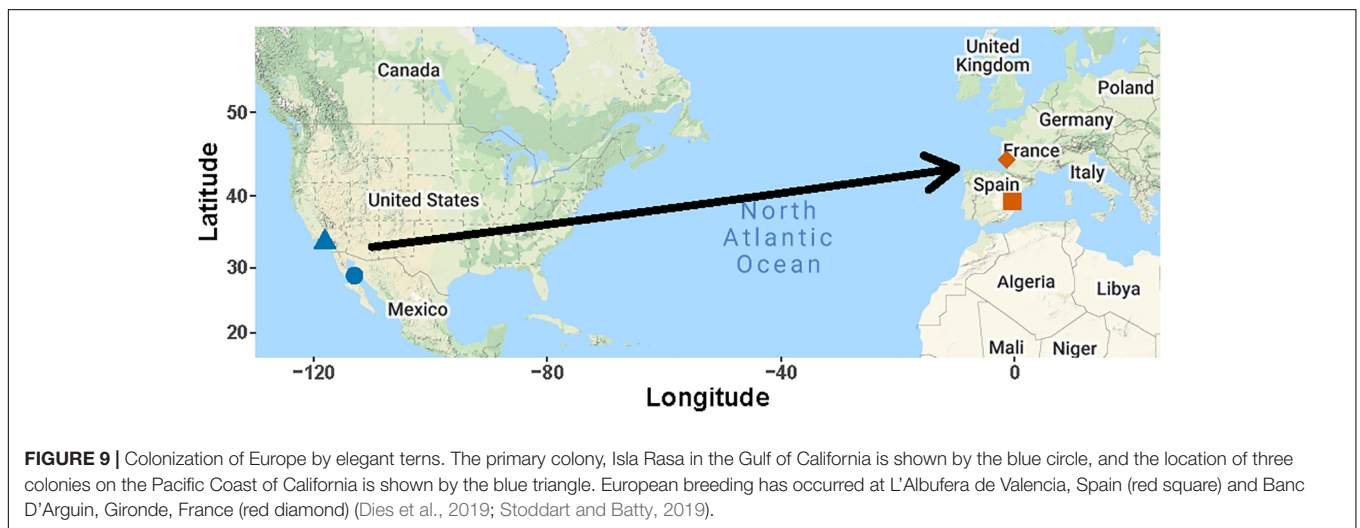 United
Kingdom
Canada
Poland
50
Germany
France
Italy
Latitude
40
United States
Spain
North
Atlantic
Ocean
30
Algeria
Libya
Mexico
20
Mali
Niger
−120
−80
−40
0
Longitude
FIGURE 9 | Colonization of Europe by elegant terns. The primary colony, Isla Rasa in the Gulf of California is shown by the blue circle, and the location of three
colonies on the Pacific Coast of California is shown by the blue triangle. European breeding has occurred at L’Albufera de Valencia, Spain (red square) and Banc
D’Arguin, Gironde, France (red diamond) (Dies et al., 2019; Stoddart and Batty, 2019).